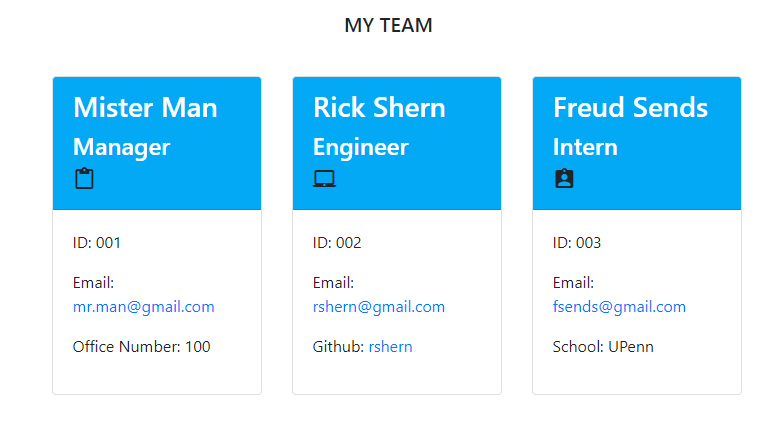 MY TEAM
Mister Man
Manager
ID: 001
Email:
mr.man@gmail.com
Office Number: 100
Rick Shern
Engineer
ID: 002
Email:
rshern@gmail.com
Github: rshern
Freud Sends
Intern
ID: 003
Email:
fsends@gmail.com
School: UPenn